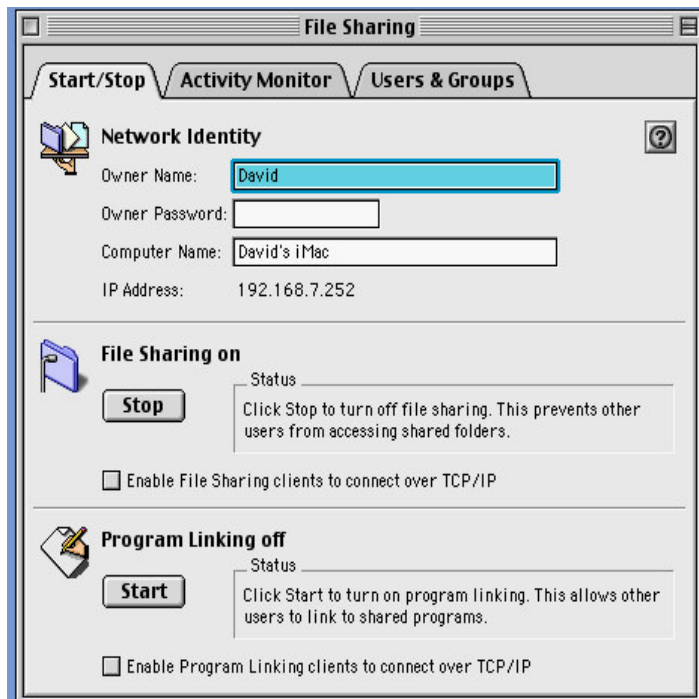 File Sharing
Start/Stop
Activity Monitor
Users & Groups
Network Identity
?
Owner Name:
David
Owner Password:
Computer Name:
David's iMac
IP Address:
192.168.7.252
File Sharing on
Status
Stop
Click Stop to turn off file sharing. This prevents other
users from accessing shared folders.
Enable File Sharing clients to connect over TCP/IP
Program Linking off
Status
Start
Click Start to turn on program linking. This allows other
users to link to shared programs.
Enable Program Linking clients to connect over TCP/IP